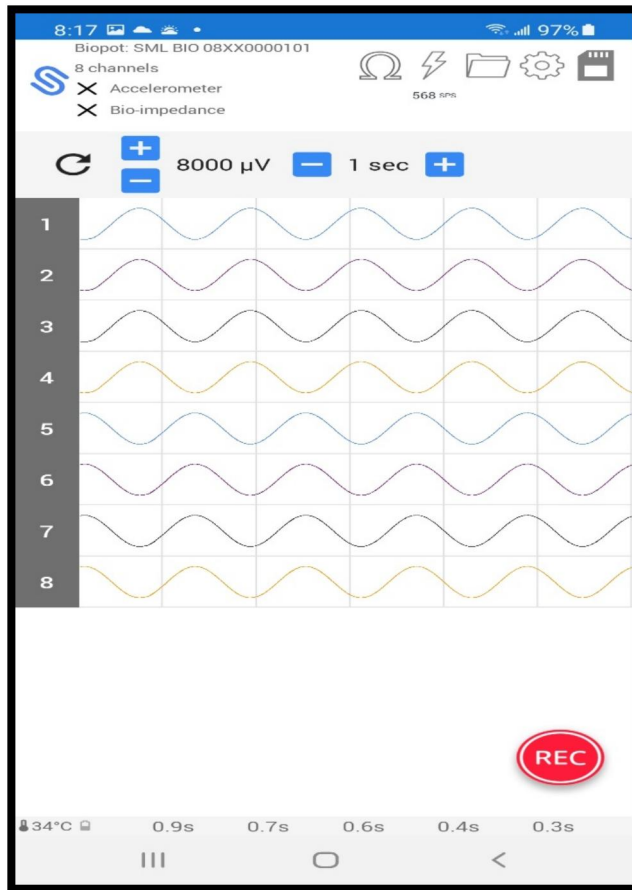 8:17 97%
Biopot: SML BIO 08XX0000101
8 channels
Accelerometer
Bio-impedance
568 SPS
+
− 8000 µV − 1 sec +
1
2
3
4
5
6
7
8
REC
34°C 0.9s 0.7s 0.6s 0.4s 0.3s